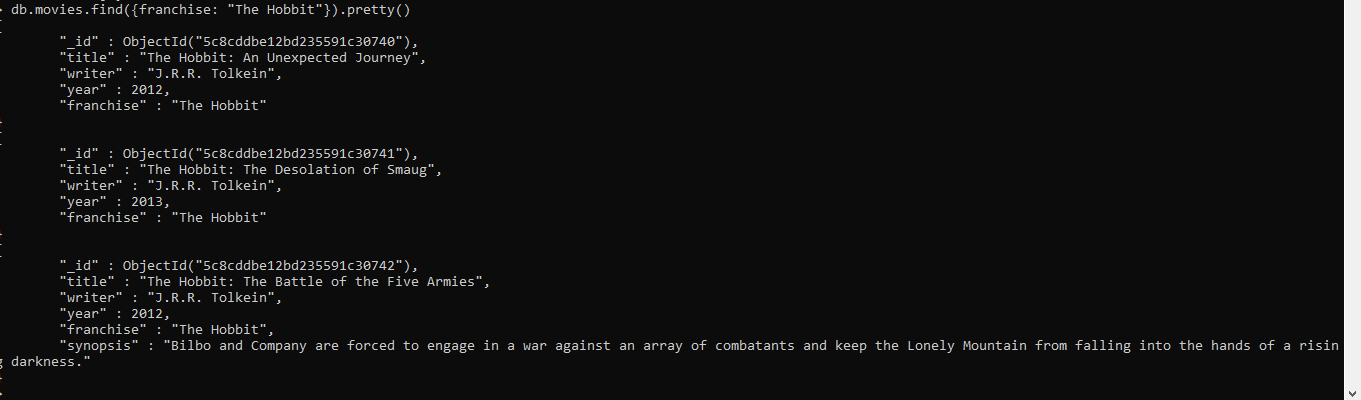 db.movies.find({franchise: "The Hobbit"}).pretty()
"_id" : ObjectId("5c8cddbe12bd235591c30740"),
"title" : "The Hobbit: An Unexpected Journey",
"writer" : "J.R.R. Tolkein",
"year" : 2012,
"franchise" : "The Hobbit"
"_id" : ObjectId("5c8cddbe12bd235591c30741"),
"title" : "The Hobbit: The Desolation of Smaug",
"writer" : "J.R.R. Tolkein",
"year" : 2013,
"franchise" : "The Hobbit"
"_id" : ObjectId("5c8cddbe12bd235591c30742"),
"title" : "The Hobbit: The Battle of the Five Armies",
"writer" : "J.R.R. Tolkein",
"year" : 2012,
"franchise" : "The Hobbit",
"synopsis" : "Bilbo and Company are forced to engage in a war against an array of combatants and keep the Lonely Mountain from falling into the hands of a risin
g darkness."